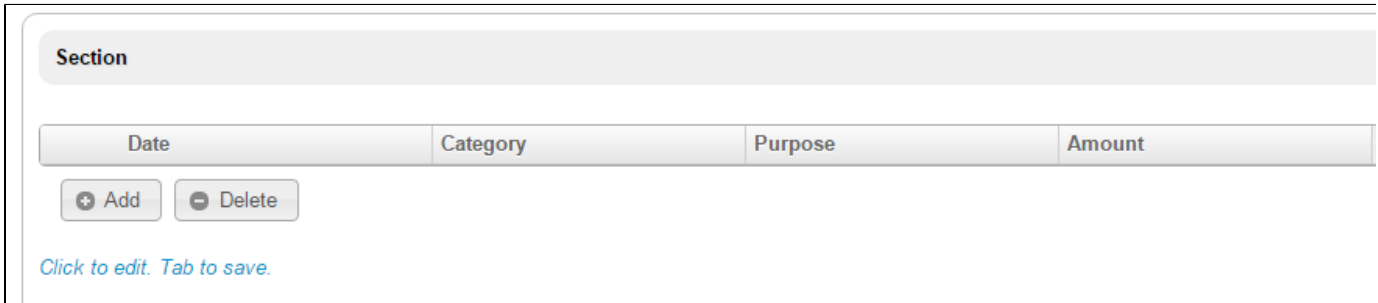 Section
Date Category Purpose Amount
Add Delete
Click to edit. Tab to save.